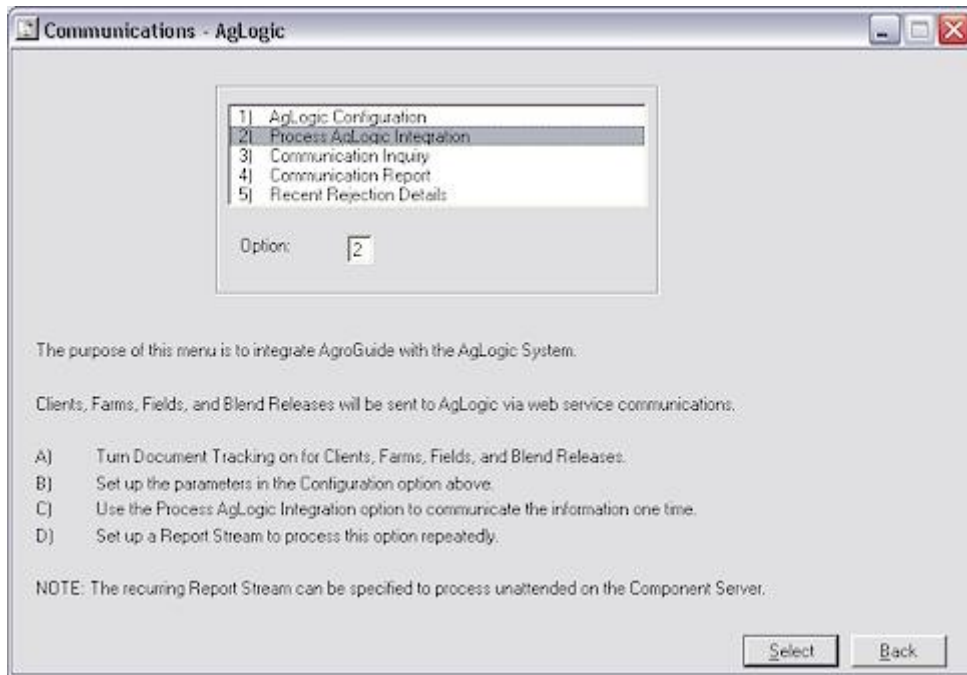 Communications - AgLogic
1) AgLogic Configuration
2) Process AgLogic Integration
3) Communication Inquiry
4) Communication Report
5) Recent Rejection Details
Option: 2
The purpose of this menu is to integrate AgroGuide with the AgLogic System.
Clients, Farms, Fields, and Blend Releases will be sent to AgLogic via web service communications.
A) Turn Document Tracking on for Clients, Farms, Fields, and Blend Releases.
B) Set up the parameters in the Configuration option above.
C) Use the Process AgLogic Integration option to communicate the information one time.
D) Set up a Report Stream to process this option repeatedly.
NOTE: The recurring Report Stream can be specified to process unattended on the Component Server.
Select Back